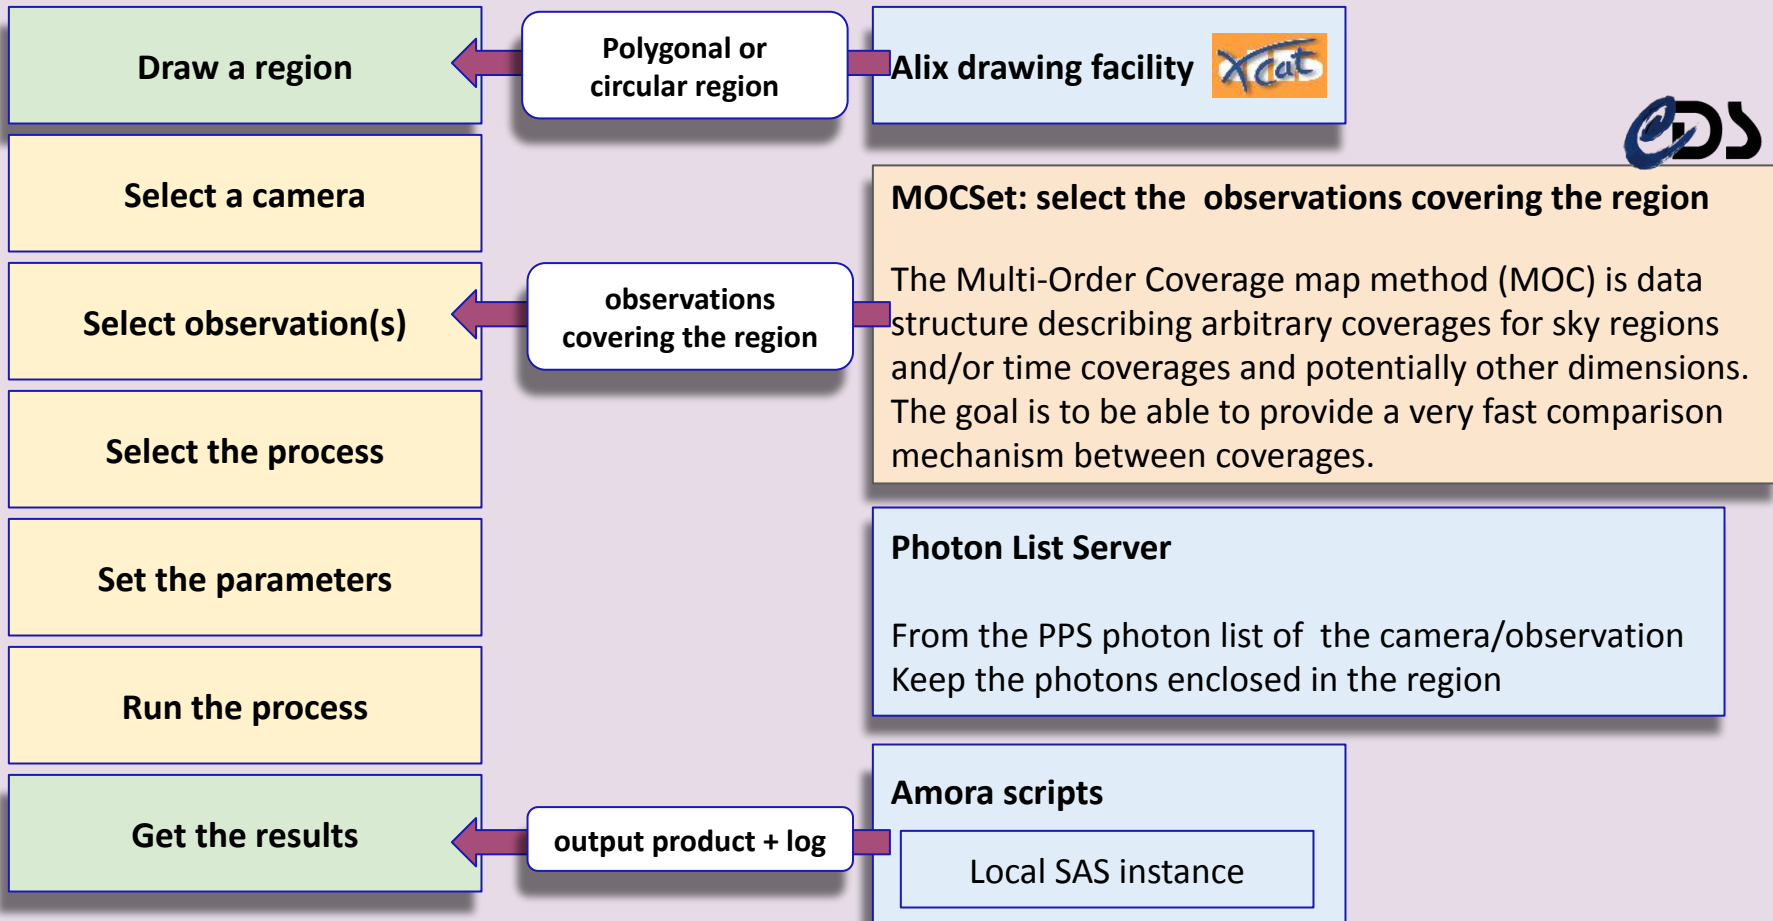 Draw a region
Polygonal or
circular region
Alix drawing facility
XCat
CDS
Select a camera
MOCSet: select the  observations covering the region
The Multi-Order Coverage map method (MOC) is data
structure describing arbitrary coverages for sky regions
and/or time coverages and potentially other dimensions.
The goal is to be able to provide a very fast comparison
mechanism between coverages.
Select observation(s)
observations
covering the region
Select the process
Set the parameters
Photon List Server
From the PPS photon list of  the camera/observation
Keep the photons enclosed in the region
Run the process
Get the results
output product + log
Amora scripts
Local SAS instance